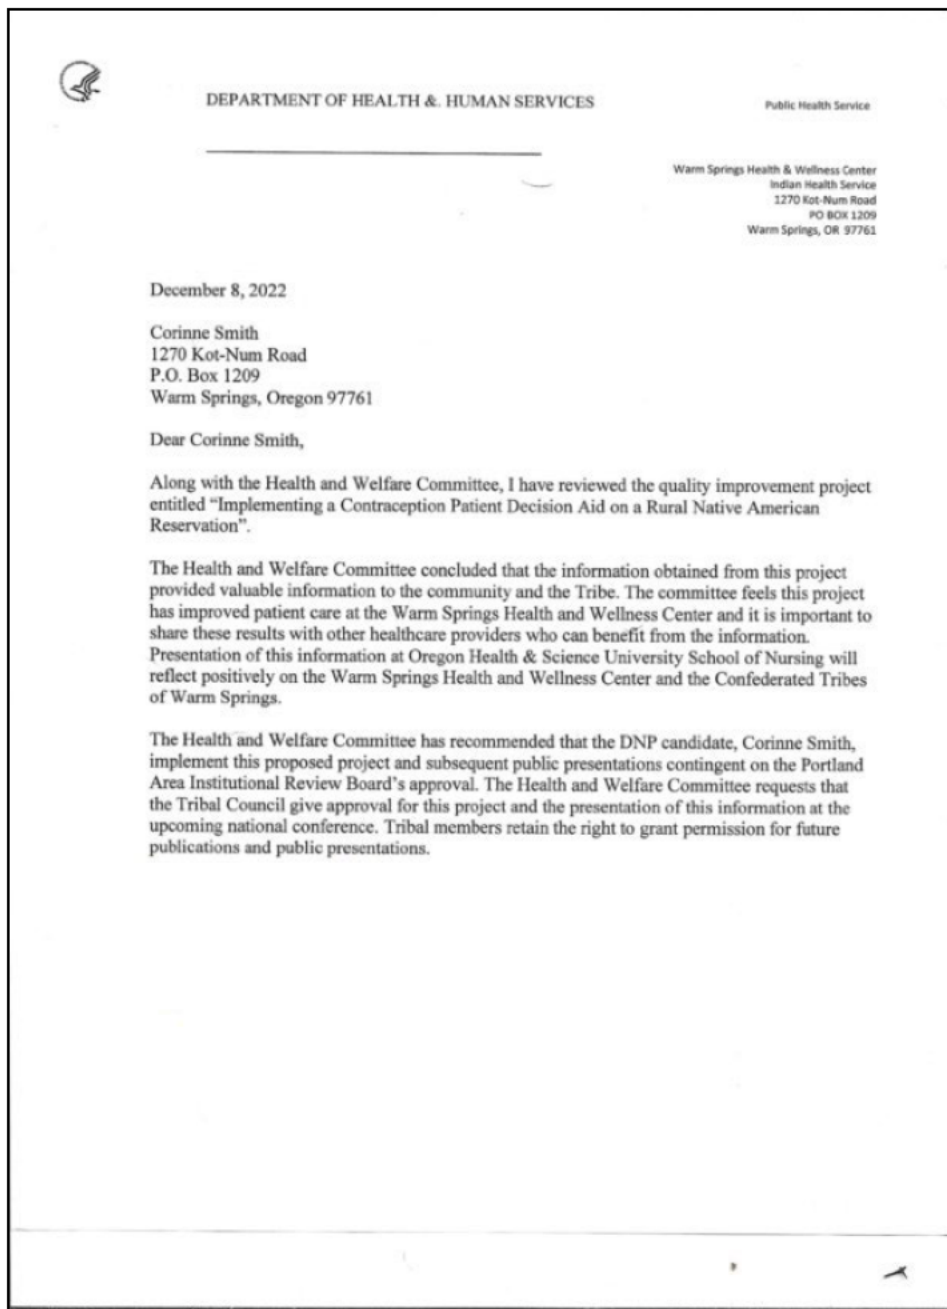 DEPARTMENT OF HEALTH &. HUMAN SERVICES
Public Health Service
Warm Springs Health & Wellness Center
Indian Health Service
1270 Kot-Num Road
PO BOX 1209
Warm Springs, OR 97761
December 8, 2022
Corinne Smith
1270 Kot-Num Road
P.O. Box 1209
Warm Springs, Oregon 97761
Dear Corinne Smith,
Along with the Health and Welfare Committee, I have reviewed the quality improvement project
entitled “Implementing a Contraception Patient Decision Aid on a Rural Native American
Reservation”.
The Health and Welfare Committee concluded that the information obtained from this project
provided valuable information to the community and the Tribe. The committee feels this project
has improved patient care at the Warm Springs Health and Wellness Center and it is important to
share these results with other healthcare providers who can benefit from the information.
Presentation of this information at Oregon Health & Science University School of Nursing will
reflect positively on the Warm Springs Health and Wellness Center and the Confederated Tribes
of Warm Springs.
The Health and Welfare Committee has recommended that the DNP candidate, Corinne Smith,
implement this proposed project and subsequent public presentations contingent on the Portland
Area Institutional Review Board's approval. The Health and Welfare Committee requests that
the Tribal Council give approval for this project and the presentation of this information at the
upcoming national conference. Tribal members retain the right to grant permission for future
publications and public presentations.